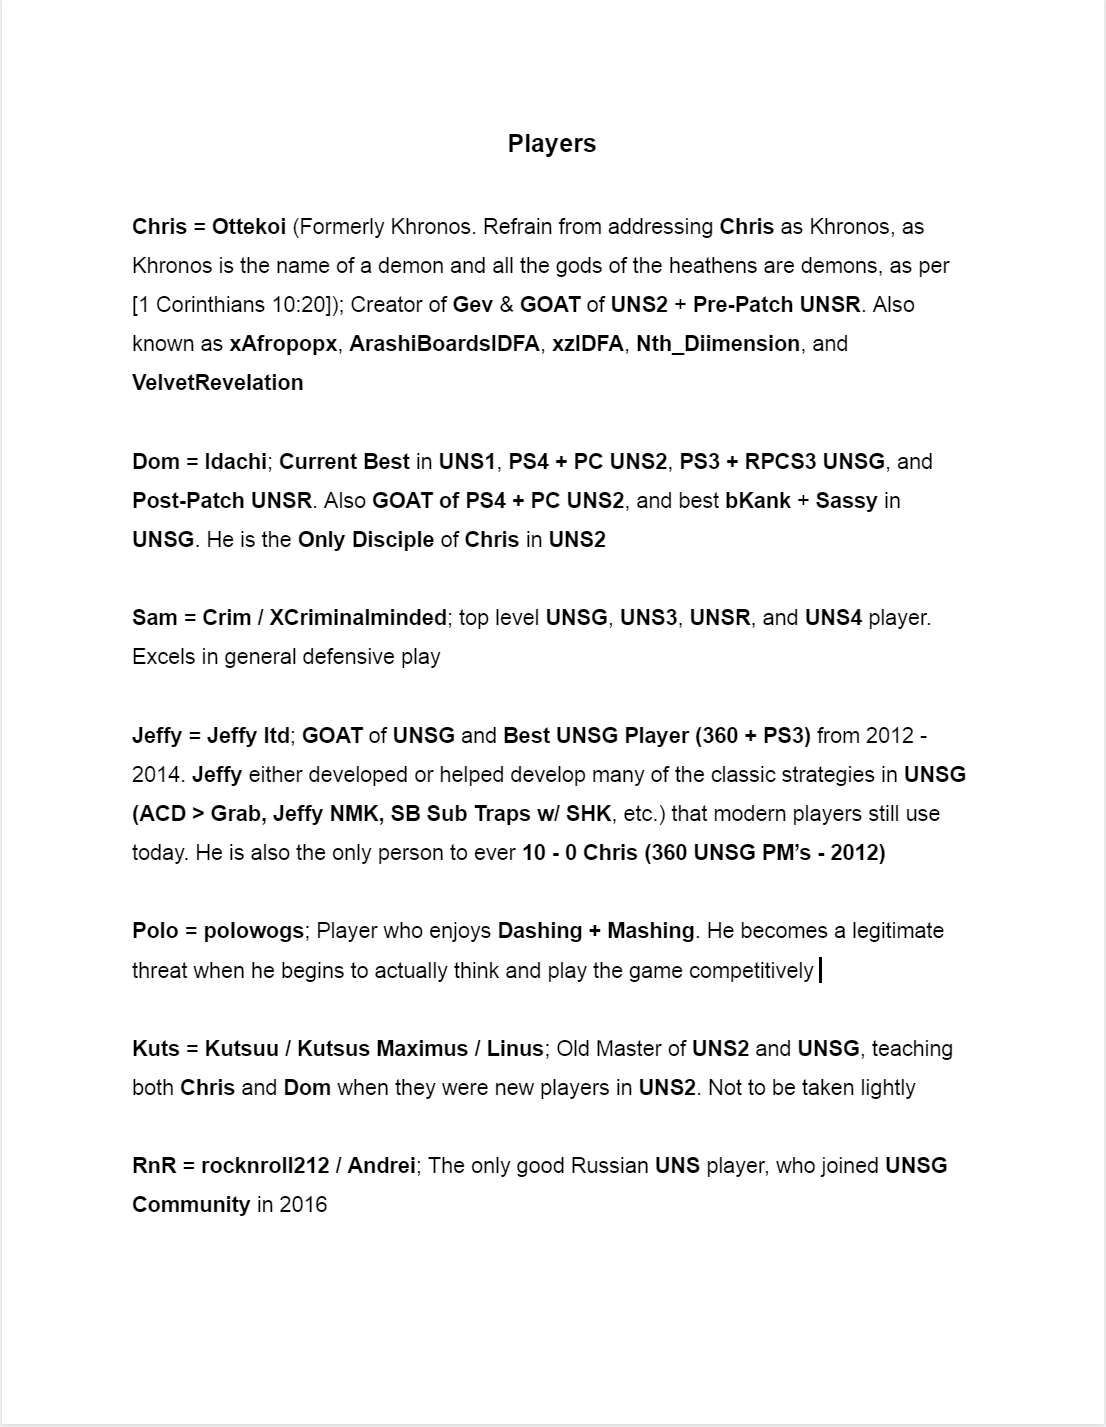 Players
Chris = Ottekoi (Formerly Khronos. Refrain from addressing Chris as Khronos, as
Khronos is the name of a demon and all the gods of the heathens are demons, as per
[1 Corinthians 10:20]); Creator of Gev & GOAT of UNS2 + Pre-Patch UNSR. Also
known as xAfropopx, ArashiBoardsIDFA, xzIDFA, Nth_Diimension, and
VelvetRevelation
Dom = Idachi; Current Best in UNS1, PS4 + PC UNS2, PS3 + RPCS3 UNSG, and
Post-Patch UNSR. Also GOAT of PS4 + PC UNS2, and best bKank + Sassy in
UNSG. He is the Only Disciple of Chris in UNS2
Sam = Crim / XCriminalminded; top level UNSG, UNS3, UNSR, and UNS4 player.
Excels in general defensive play
Jeffy = Jeffy ltd; GOAT of UNSG and Best UNSG Player (360 + PS3) from 2012 -
2014. Jeffy either developed or helped develop many of the classic strategies in UNSG
(ACD > Grab, Jeffy NMK, SB Sub Traps w/ SHK, etc.) that modern players still use
today. He is also the only person to ever 10 - 0 Chris (360 UNSG PM’s - 2012)
Polo = polowogs; Player who enjoys Dashing + Mashing. He becomes a legitimate
threat when he begins to actually think and play the game competitively
Kuts = Kutsuu / Kutsus Maximus / Linus; Old Master of UNS2 and UNSG, teaching
both Chris and Dom when they were new players in UNS2. Not to be taken lightly
RnR = rocknroll212 / Andrei; The only good Russian UNS player, who joined UNSG
Community in 2016